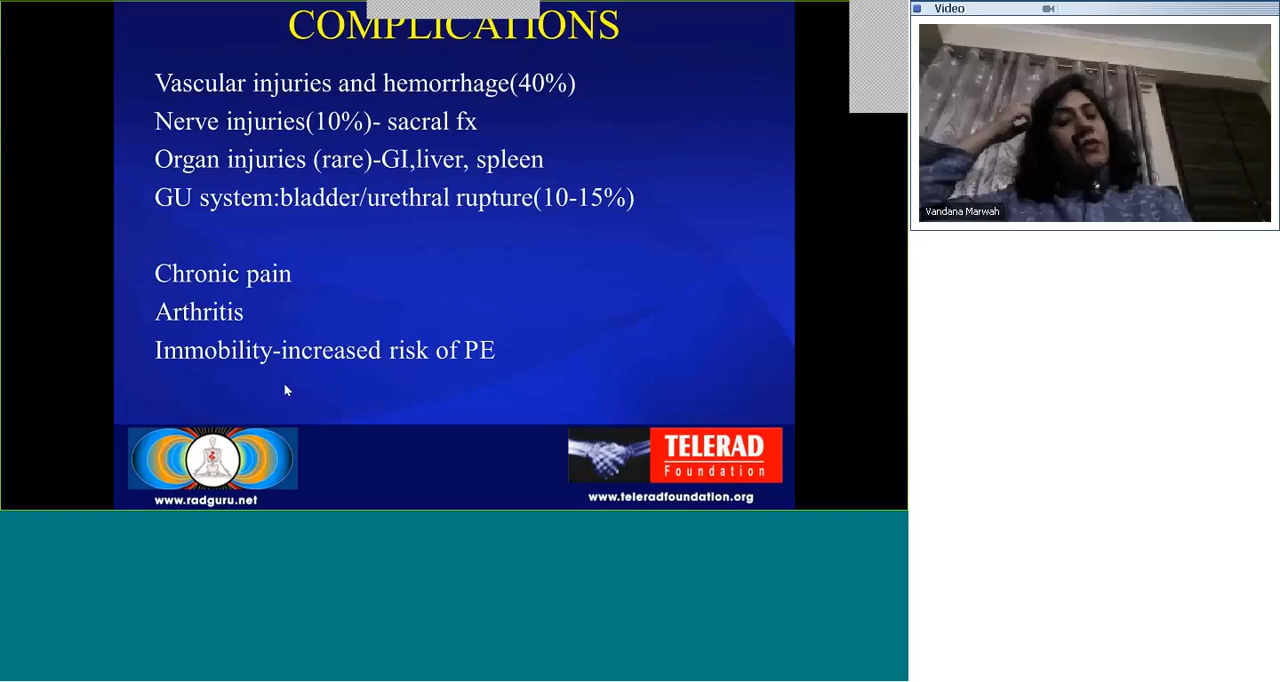 COMPLICATIONS
Vascular injuries and hemorrhage(40%)
Nerve injuries(10%)- sacral fx
Organ injuries (rare)-GI,liver, spleen
GU system:bladder/urethral rupture(10-15%)
Chronic pain
Arthritis
Immobility-increased risk of PE
www.radguru.net
TELERAD
Foundation
www.teleradfoundation.org
Video
Vandana Marwah